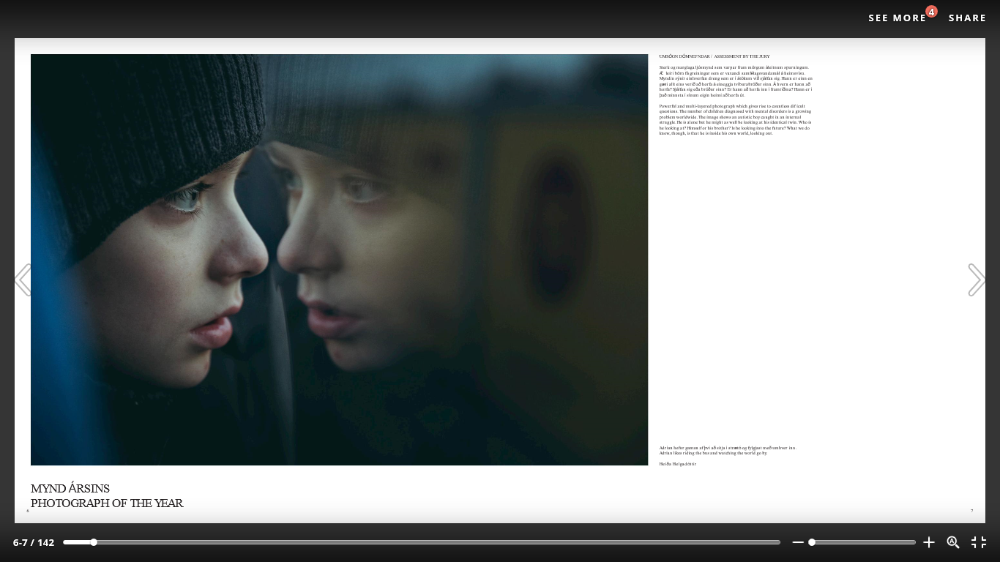 SEE MORE 4 SHARE
UMSÖGN DÓMNEFNDAR / ASSESSMENT BY THE JURY
Sterk og marglaga ljósmynd sem varpar fram mörgum áleitnum spurningum.
Æ leiri börn fá greiningar sem er vaxandi samfélagsvandamál á heimsvísu.
Myndin sýnir einhverfan dreng sem er í átökum við sjálfan sig. Hann er einn en
gæti allt eins verið að horfa á eineggja tvíburabróður sinn. Á hvern er hann að
horfa? Sjálfan sig eða bróður sinn? Er hann að horfa inn í framtíðina? Hann er í
það minnsta í sínum eigin heimi að horfa út.
Powerful and multi-layered photograph which gives rise to countless dif icult
questions. The number of children diagnosed with mental disorders is a growing
problem worldwide. The image shows an autistic boy caught in an internal
struggle. He is alone but he might as well be looking at his identical twin. Who is
he looking at? Himself or his brother? Is he looking into the future? What we do
know, though, is that he is inside his own world, looking out.
Adrían hefur gaman af því að sitja í strætó og fylgjast með umhver inu.
Adrían likes riding the bus and watching the world go by.
Heiða Helgadóttir
MYND ÁRSINS
PHOTOGRAPH OF THE YEAR
6
7
6-7 / 142